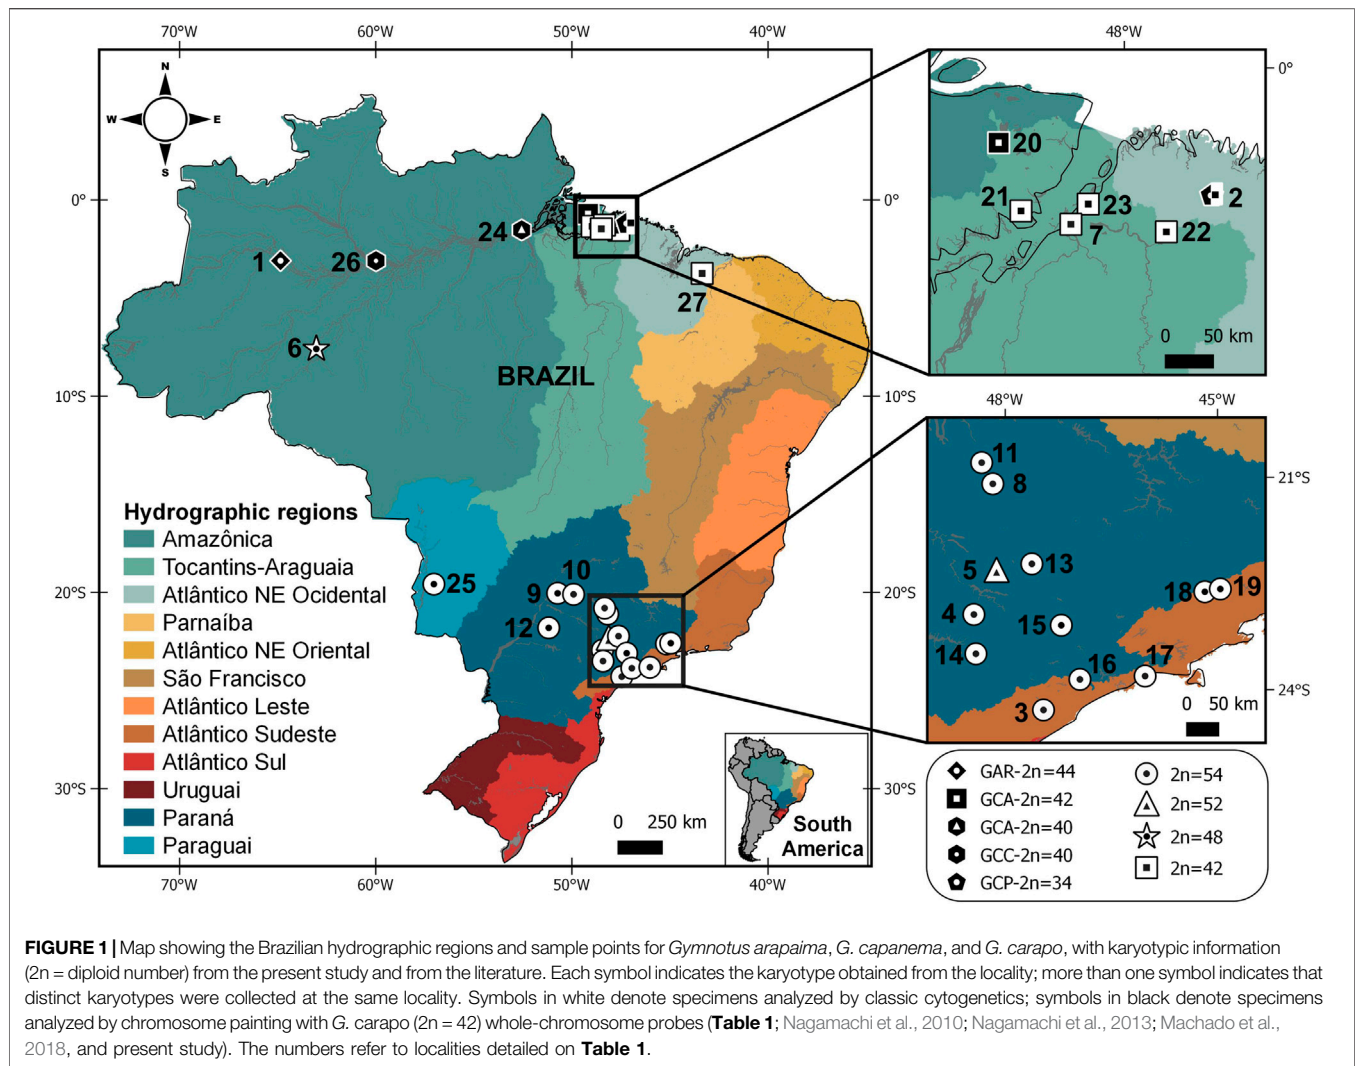 70°W 60°W 50°W 40°W
48°W
N
W E
S
0°
0°
10°S
20°S
30°S
0°
10°S
20°S
30°S
1
26
24
6
27
BRAZIL
25
9
10
12
20
21
23
7
2
22
0 50 km
48°W 45°W
21°S
24°S
11
8
5
13
4
14
15
16
17
3
18
19
0 50 km
Hydrographic regions
Amazônica
Tocantins-Araguaia
Atlântico NE Ocidental
Parnaíba
Atlântico NE Oriental
São Francisco
Atlântico Leste
Atlântico Sudeste
Atlântico Sul
Uruguai
Paraná
Paraguai
0 250 km
South
America
70°W 60°W 50°W 40°W
GAR-2n=44
GCA-2n=42
GCA-2n=40
GCC-2n=40
GCP-2n=34
2n=54
2n=52
2n=48
2n=42
FIGURE 1 | Map showing the Brazilian hydrographic regions and sample points for Gymnotus arapaima, G. capanema, and G. carapo, with karyotypic information
(2n = diploid number) from the present study and from the literature. Each symbol indicates the karyotype obtained from the locality; more than one symbol indicates that
distinct karyotypes were collected at the same locality. Symbols in white denote specimens analyzed by classic cytogenetics; symbols in black denote specimens
analyzed by chromosome painting with G. carapo (2n = 42) whole-chromosome probes (Table 1; Nagamachi et al., 2010; Nagamachi et al., 2013; Machado et al.,
2018, and present study). The numbers refer to localities detailed on Table 1.